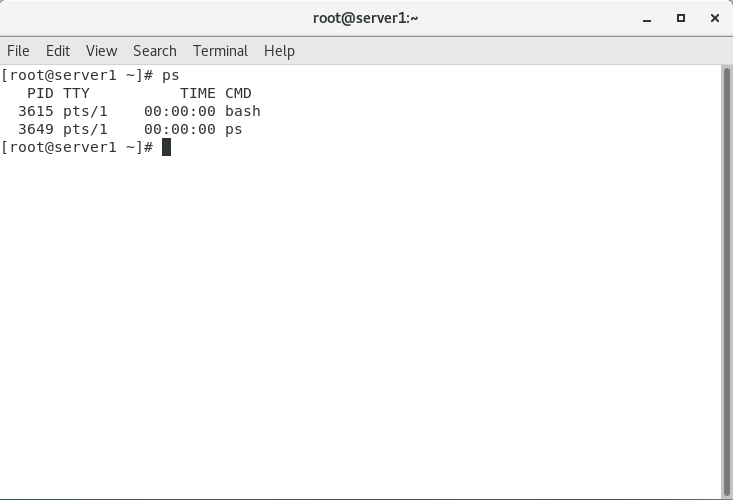 root@server1:~
File Edit View Search Terminal Help
[root@server1 ~]# ps
   PID TTY          TIME CMD
  3615 pts/1    00:00:00 bash
  3649 pts/1    00:00:00 ps
[root@server1 ~]#